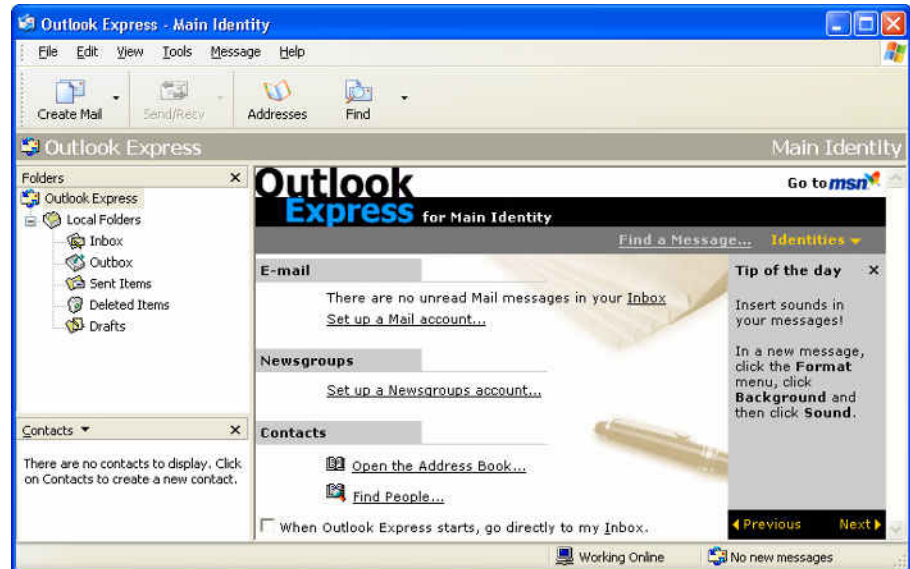 Outlook Express - Main Identity
File Edit View Tools Message Help
Create Mail Send/Recv Addresses Find
Outlook Express Main Identity
Folders
Outlook Express
Local Folders
Inbox
Outbox
Sent Items
Deleted Items
Drafts
Contacts
There are no contacts to display. Click
on Contacts to create a new contact.
Go to msn
Outlook
Express for Main Identity
Find a Message... Identities
E-mail
There are no unread Mail messages in your Inbox
Set up a Mail account...
Newsgroups
Set up a Newsgroups account...
Contacts
Open the Address Book...
Find People...
When Outlook Express starts, go directly to my Inbox.
Tip of the day
Insert sounds in
your messages!
In a new message,
click the Format
menu, click
Background and
then click Sound.
Previous Next
Working Online No new messages